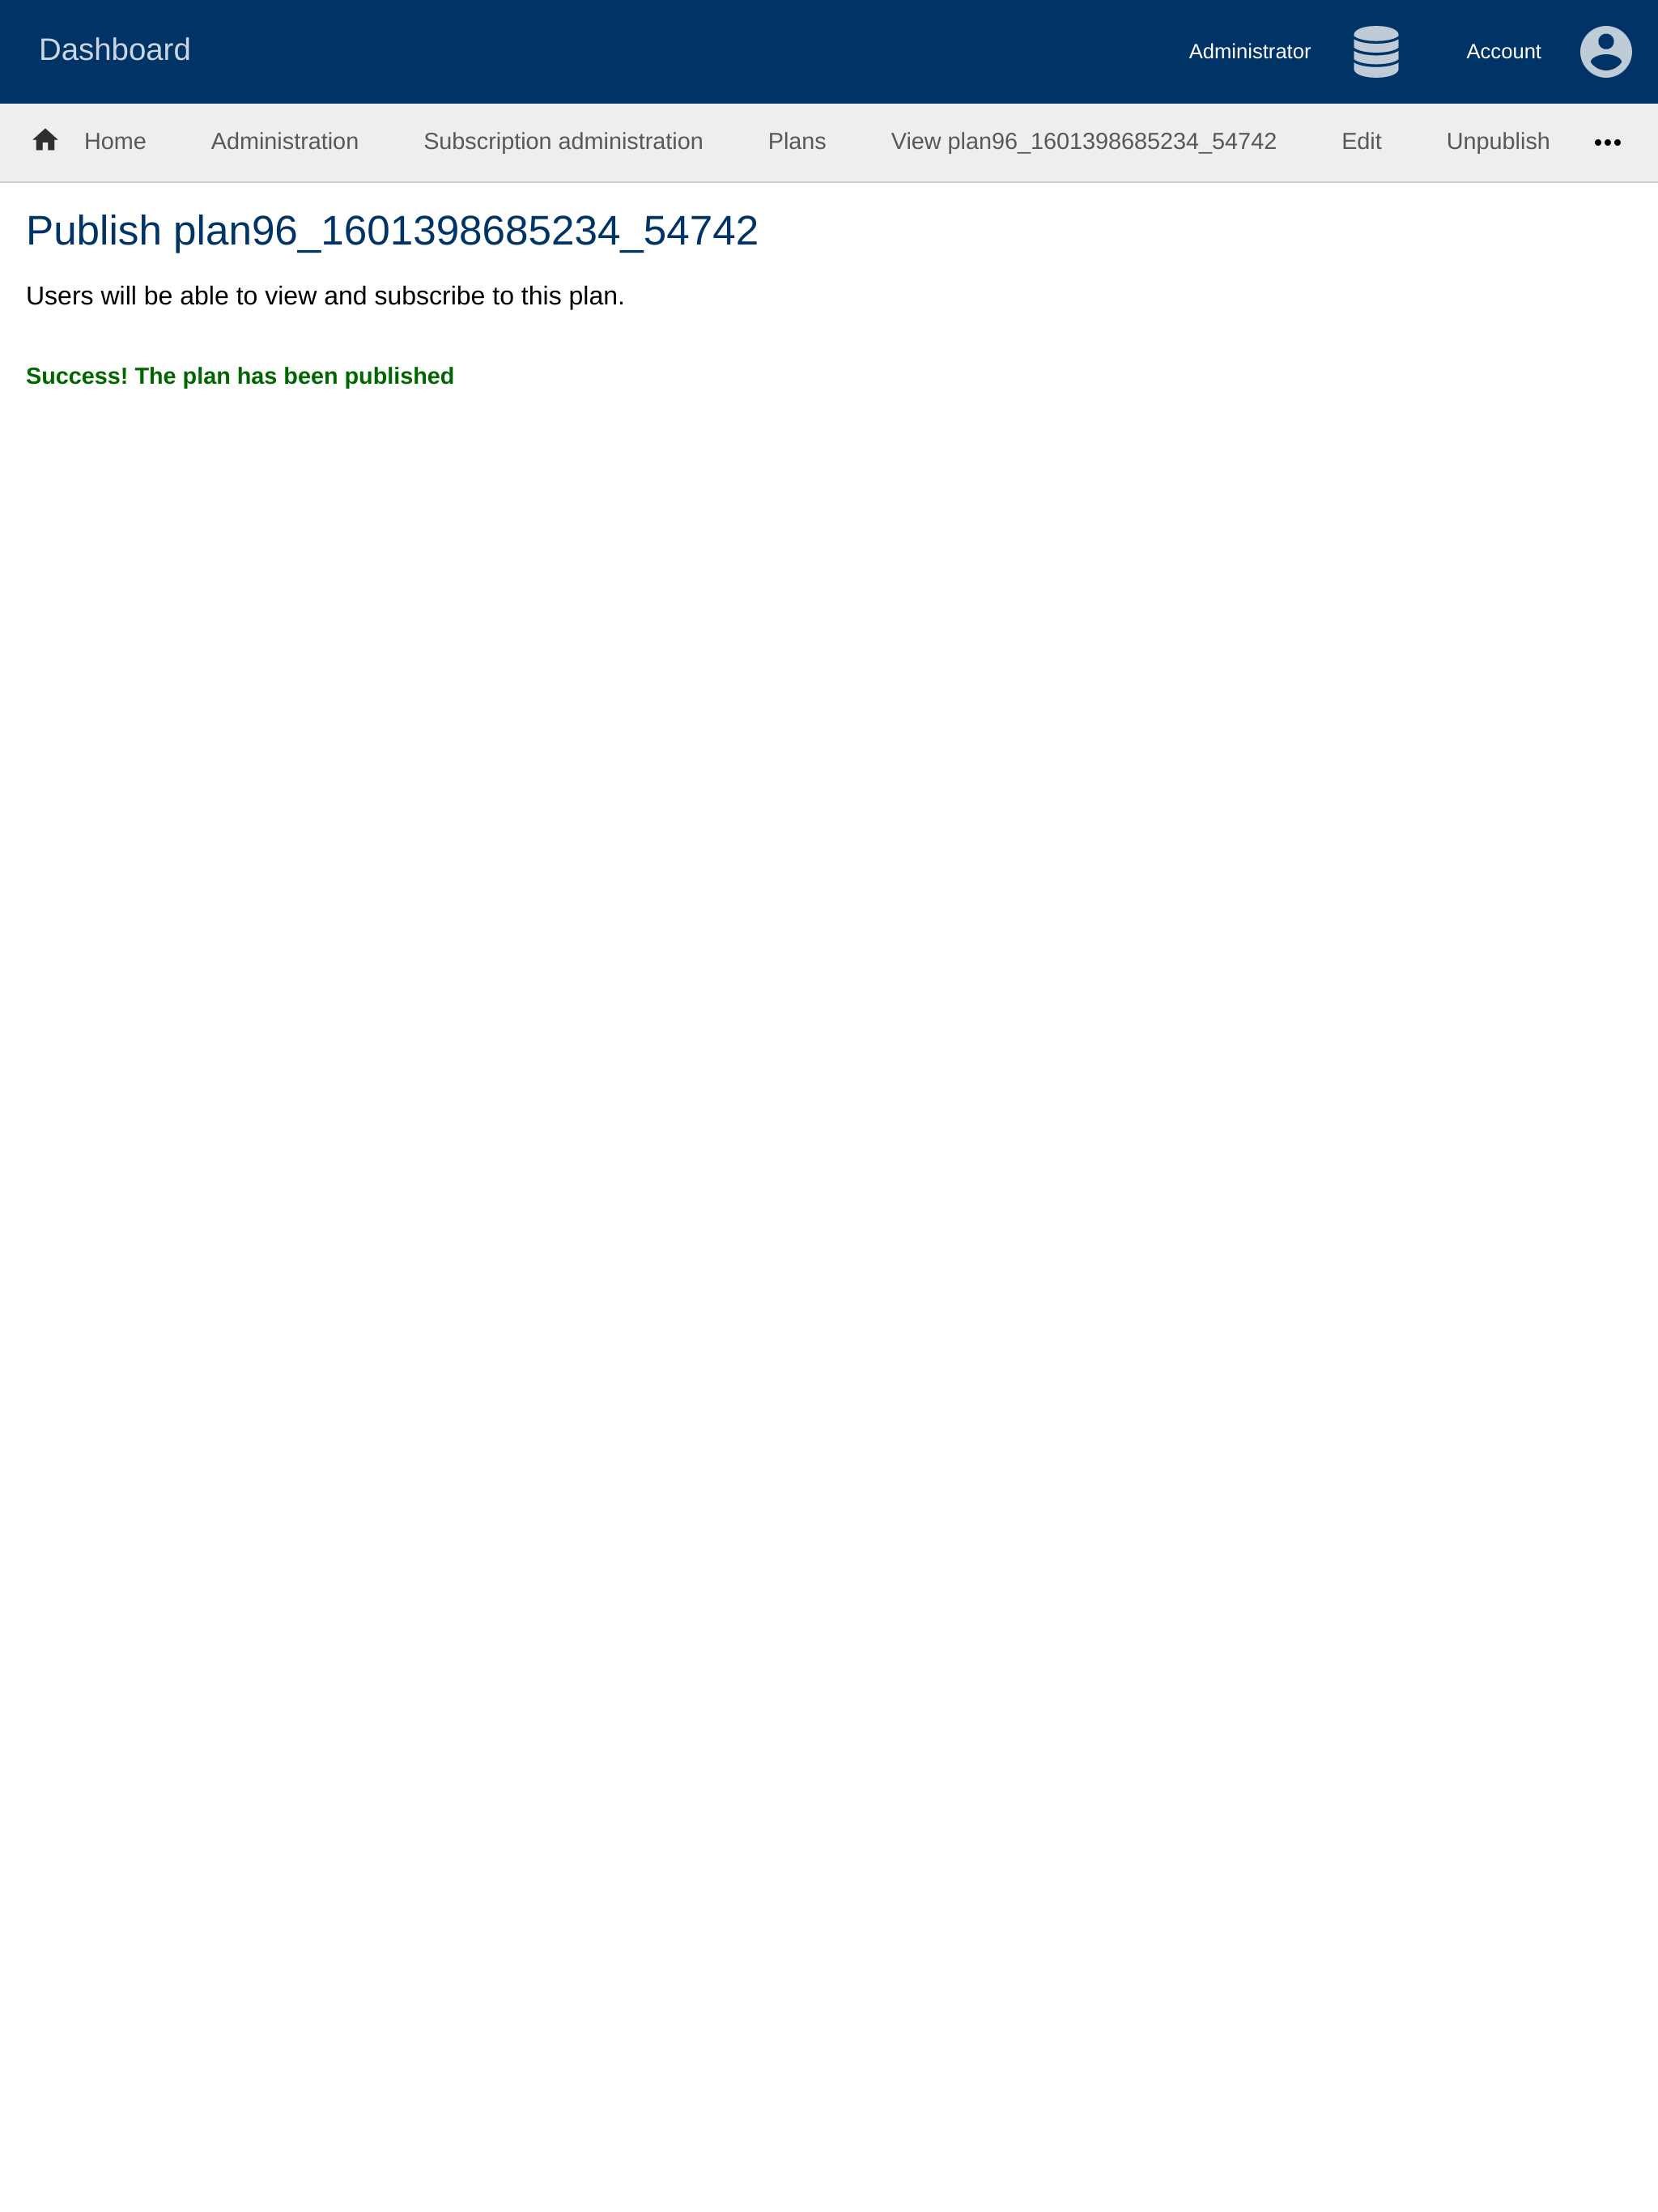 Dashboard
Administrator
Account
Home
Administration
Subscription administration
Plans
View plan96_1601398685234_54742
Edit
Unpublish
Publish plan96_1601398685234_54742
Users will be able to view and subscribe to this plan.
Success! The plan has been published